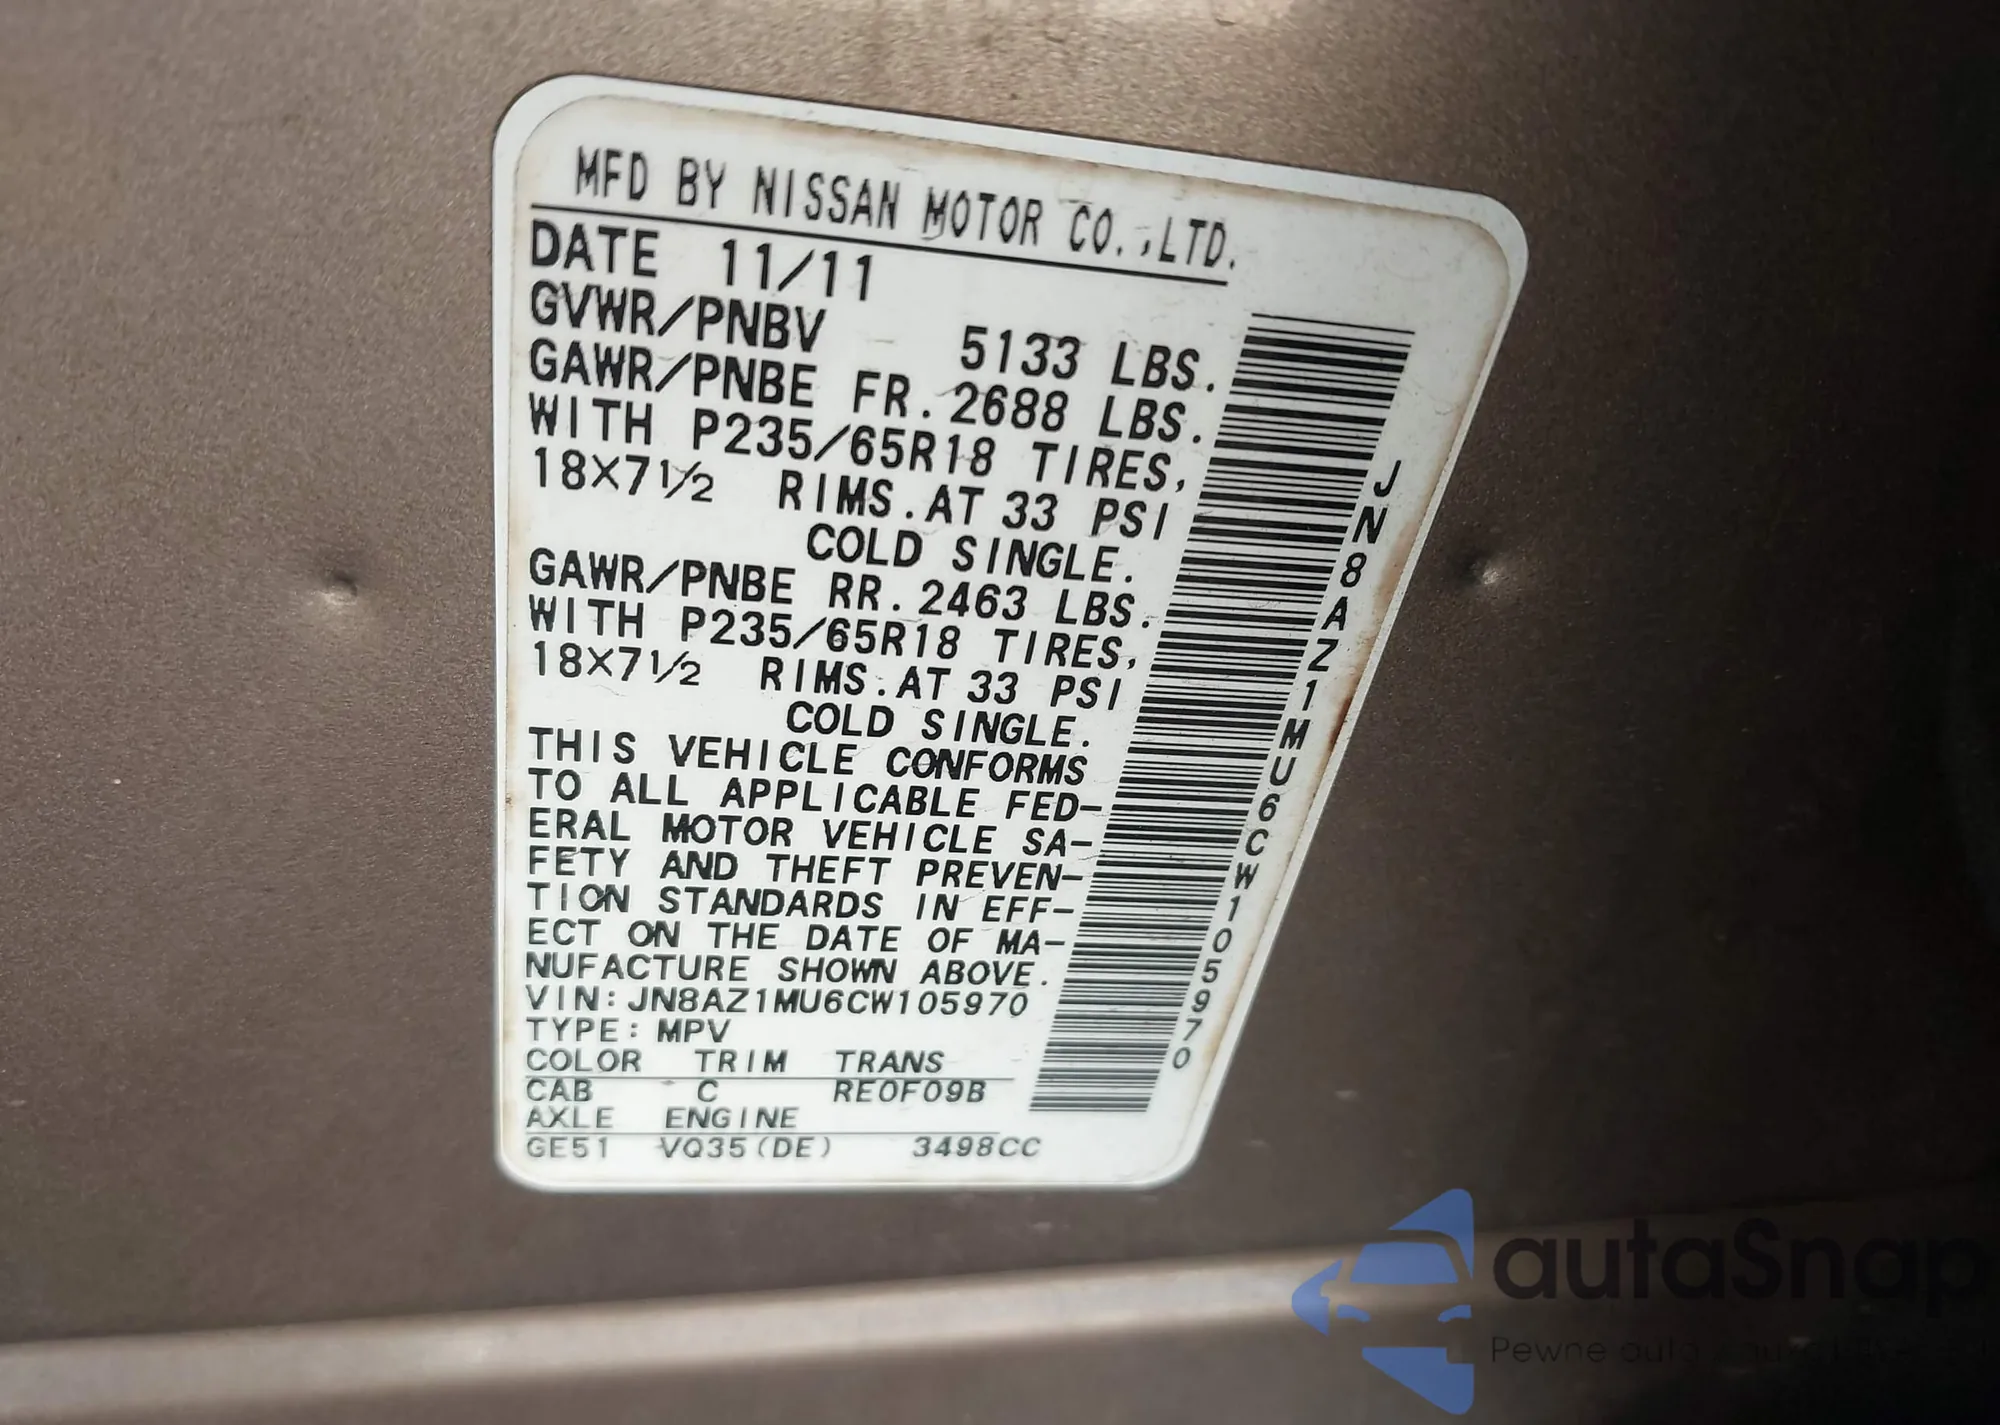 MFD BY NISSAN MOTOR CO.,LTD.
DATE 11/11
GVWR/PNBV 5133 LBS.
GAWR/PNBE FR.2688 LBS.
WITH P235/65R18 TIRES,
18X7½ RIMS.AT 33 PSI
COLD SINGLE.
GAWR/PNBE RR.2463 LBS.
WITH P235/65R18 TIRES,
18X7½ RIMS.AT 33 PSI
COLD SINGLE.
THIS VEHICLE CONFORMS
TO ALL APPLICABLE FED-
ERAL MOTOR VEHICLE SA-
FETY AND THEFT PREVEN-
TION STANDARDS IN EFF-
ECT ON THE DATE OF MA-
NUFACTURE SHOWN ABOVE.
VIN:JN8AZ1MU6CW105970
TYPE:MPV
COLOR TRIM TRANS
CAB C RE0F09B
AXLE ENGINE
GE51 VQ35(DE) 3498CC
JN8AZ1MU6CW105970
autaSnap
Pewne auta